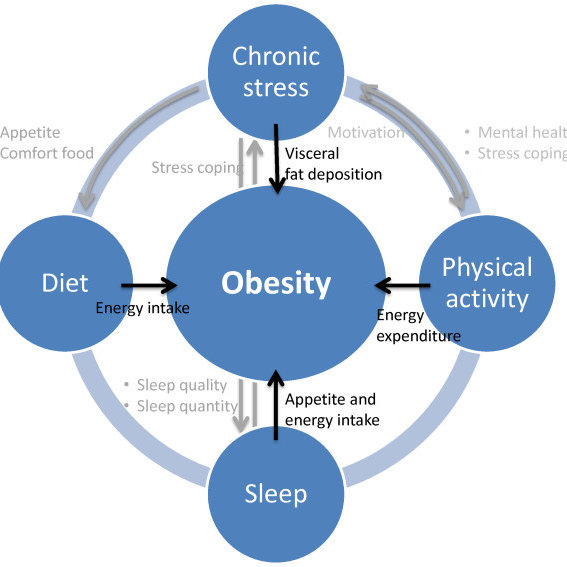 Chronic
stress
Appetite
Comfort food
Motivation
• Mental healt
• Stress coping
Stress coping
Visceral
fat deposition
Diet
Energy intake
Obesity
Physical
activity
Energy
expenditure
• Sleep quality
• Sleep quantity
Appetite and
energy intake
Sleep